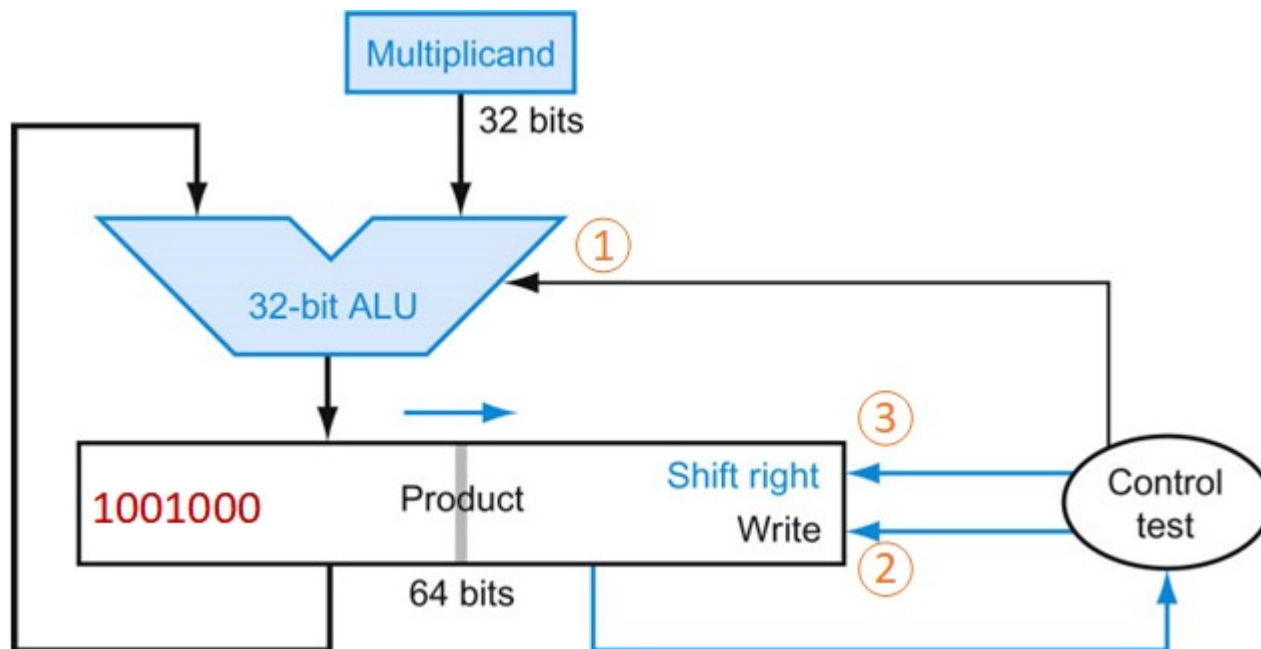 Multiplicand
32 bits
①
32-bit ALU
③
Shift right
1001000
Product
Write
Control
test
②
64 bits